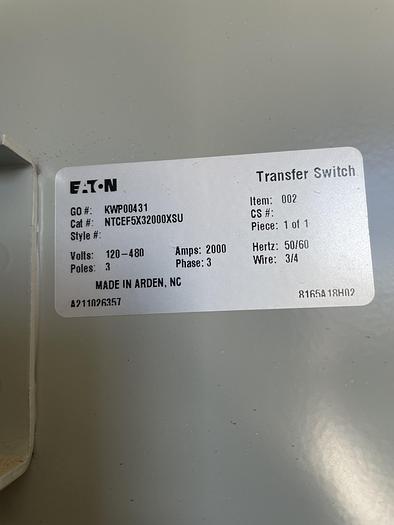 EATON Transfer Switch
GO #: KWP00431 Item: 002
Cat #: NTCEF5X32000XSU CS #:
Style #: Piece: 1 of 1
Volts: 120-480 Amps: 2000 Hertz: 50/60
Poles: 3 Phase: 3 Wire: 3/4
MADE IN ARDEN, NC
A211026357 8165A18H02